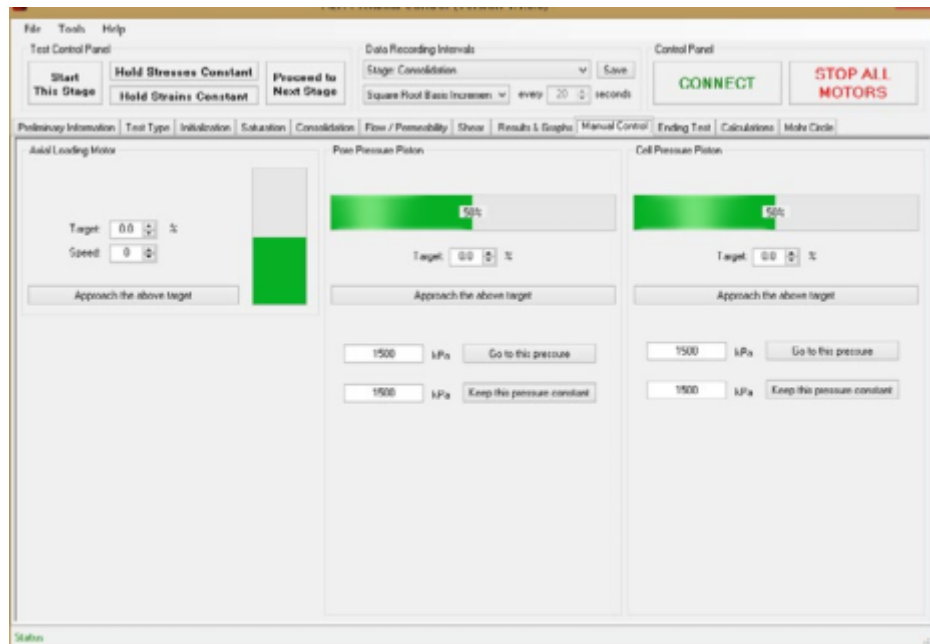 File Tools Help
Test Control Panel
Start This Stage
Hold Stresses Constant
Hold Strains Constant
Proceed to Next Stage
Data Recording Intervals
Stage: Consolidation
Save
Square Root Basic Incremen every 20 seconds
Control Panel
CONNECT
STOP ALL MOTORS
Preliminary Information Test Type Initialization Saturation Consolidation Flow / Permeability Shear Results & Graphs Manual Control Ending Test Calculations Mohr Circle
Axial Loading Motor
Target: 0.0 %
Speed: 0
Approach the above target
Pore Pressure Piston
50%
Target: 0.0 %
Approach the above target
1500 kPa Go to this pressure
1500 kPa Keep this pressure constant
Cell Pressure Piston
50%
Target: 0.0 %
Approach the above target
1500 kPa Go to this pressure
1500 kPa Keep this pressure constant
Status